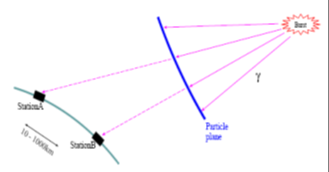 Burst
γ
StationA
StationB
10 - 1000km
Particle
plane